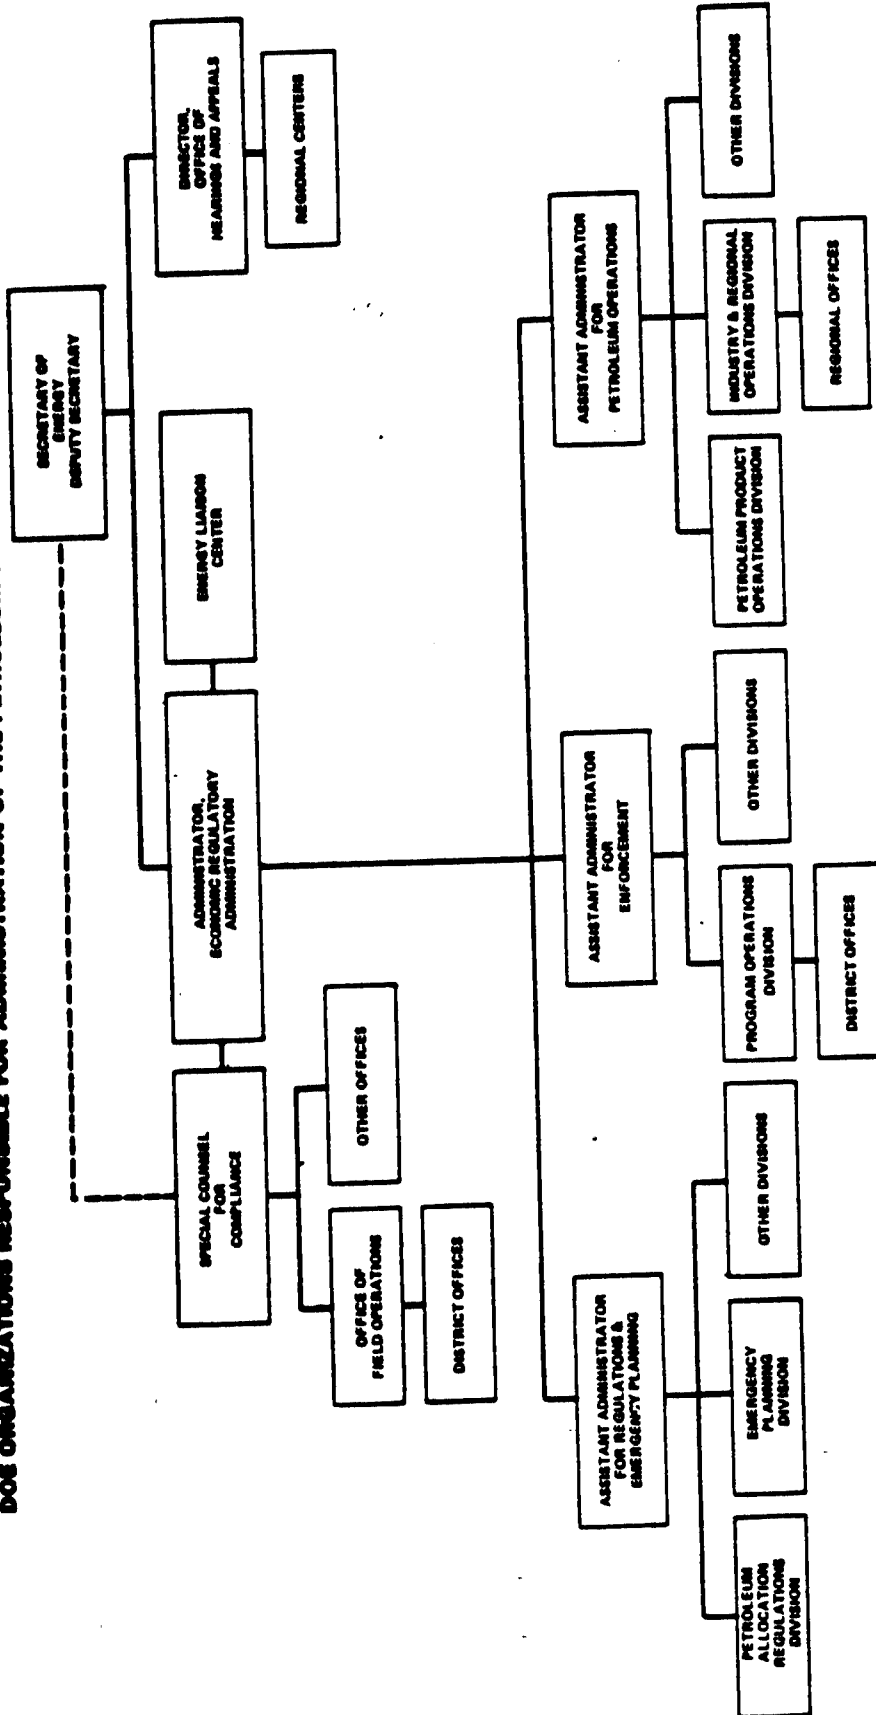 DOE ORGANIZATIONS RESPONSIBLE FOR ADMINISTRATION OF THE
SECRETARY OF
ENERGY
DEPUTY SECRETARY
SPECIAL COUNSEL
FOR
COMPLIANCE
ADMINISTRATOR,
ECONOMIC REGULATORY
ADMINISTRATION
ENERGY LIAISON
CENTER
DIRECTOR,
OFFICE OF
HEARINGS AND APPEALS
REGIONAL CENTERS
OFFICE OF
FIELD OPERATIONS
OTHER OFFICES
DISTRICT OFFICES
ASSISTANT ADMINISTRATOR
FOR REGULATIONS &
EMERGENCY PLANNING
ASSISTANT ADMINISTRATOR
FOR
ENFORCEMENT
ASSISTANT ADMINISTRATOR
FOR
PETROLEUM OPERATIONS
PETROLEUM
ALLOCATION
REGULATIONS
DIVISION
EMERGENCY
PLANNING
DIVISION
OTHER DIVISIONS
PROGRAM OPERATIONS
DIVISION
OTHER DIVISIONS
PETROLEUM PRODUCT
OPERATIONS DIVISION
INDUSTRY & REGIONAL
OPERATIONS DIVISION
OTHER DIVISIONS
DISTRICT OFFICES
REGIONAL OFFICES